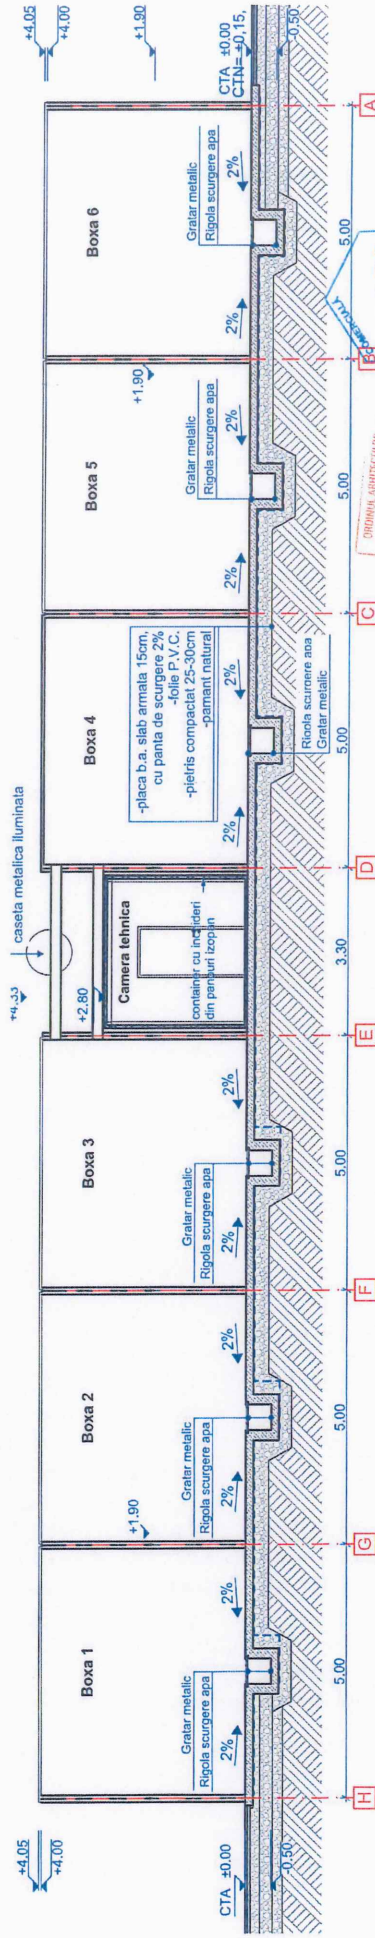 +4.05
+4.00
CTA ±0.00
-0.50
Boxa 1
Gratar metalic
Rigola scurgere apa
2%
2%
+1.90
Boxa 2
Gratar metalic
Rigola scurgere apa
2%
2%
Boxa 3
Gratar metalic
Rigola scurgere apa
2%
2%
+4.33
caseta metalica iluminata
+2.80
Camera tehnica
container cu inchideri
din panouri izopan
Boxa 4
-placa b.a. slab armata 15cm,
cu panta de scurgere 2%
-folie P.V.C.
-pietris compactat 25-30cm
-pamant natural
2%
2%
Rigola scurgere apa
Gratar metalic
Boxa 5
+1.90
Gratar metalic
Rigola scurgere apa
2%
2%
Boxa 6
Gratar metalic
Rigola scurgere apa
2%
2%
+4.05
+4.00
+1.90
CTA ±0.00
CTN= ±0,15,
-0.50.
5.00
5.00
5.00
3.30
5.00
5.00
5.00
H
G
F
E
D
C
B
A
ORDINUL ARHITECTILOR
COMERCIALA